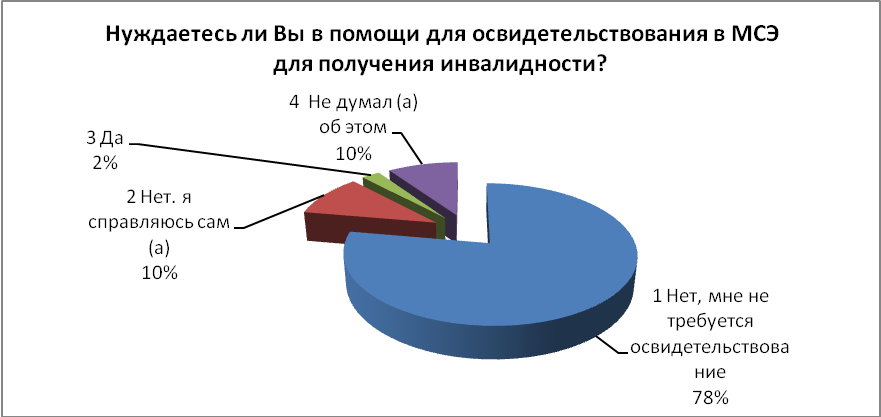 Нуждаетесь ли Вы в помощи для освидетельствования в МСЭ
для получения инвалидности?
4 Не думал (а)
об этом
10%
3 Да
2%
2 Нет. я
справляюсь сам
(а)
10%
1 Нет, мне не
требуется
освидетельствова
ние
78%